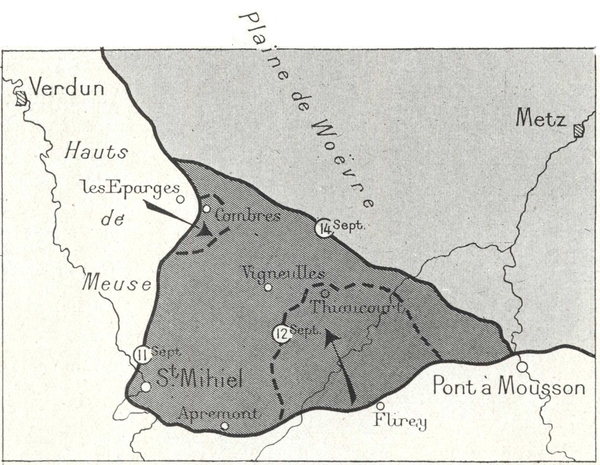 Plaine de Woëvre
Verdun
Metz
Hauts
les Eparges
Combres
de
14 Sept.
Meuse
Vigneulles
Thiaucourt
12 Sept.
11 Sept
St Mihiel
Pont à Mousson
Apremont
Flirey